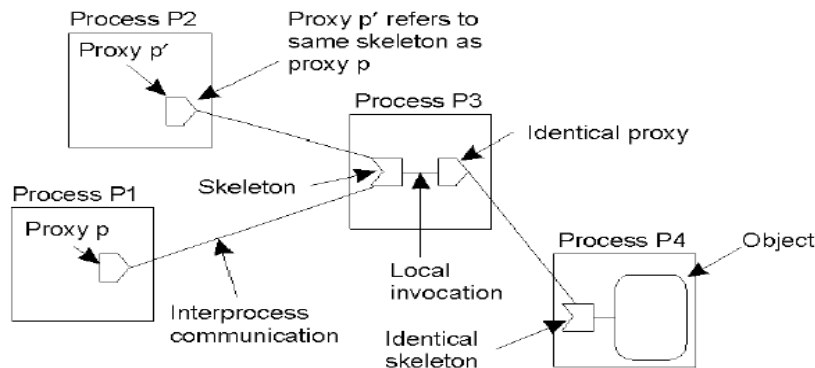 Process P2
Proxy p′
Proxy p′ refers to
same skeleton as
proxy p
Process P3
Identical proxy
Skeleton
Process P1
Proxy p
Interprocess
communication
Local
invocation
Process P4
Object
Identical
skeleton